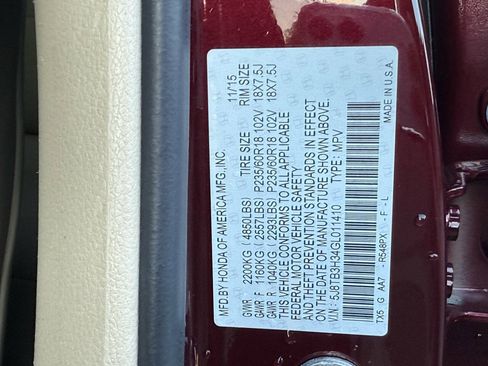 MFD.BY HONDA OF AMERICA MFG., INC. 11/15
GVWR 2200KG (4850LBS) TIRE SIZE RIM SIZE
GAWR F 1160KG (2557LBS) P235/60R18 102V 18X7.5J
GAWR R 1040KG (2293LBS) P235/60R18 102V 18X7.5J
THIS VEHICLE CONFORMS TO ALL APPLICABLE
FEDERAL MOTOR VEHICLE SAFETY
AND THEFT PREVENTION STANDARDS IN EFFECT
ON THE DATE OF MANUFACTURE SHOWN ABOVE.
V.I.N.: 5J8TB3H34GL011410 TYPE: MPV
TX5 G AA7 - R548PX - F - L MADE IN U.S.A.